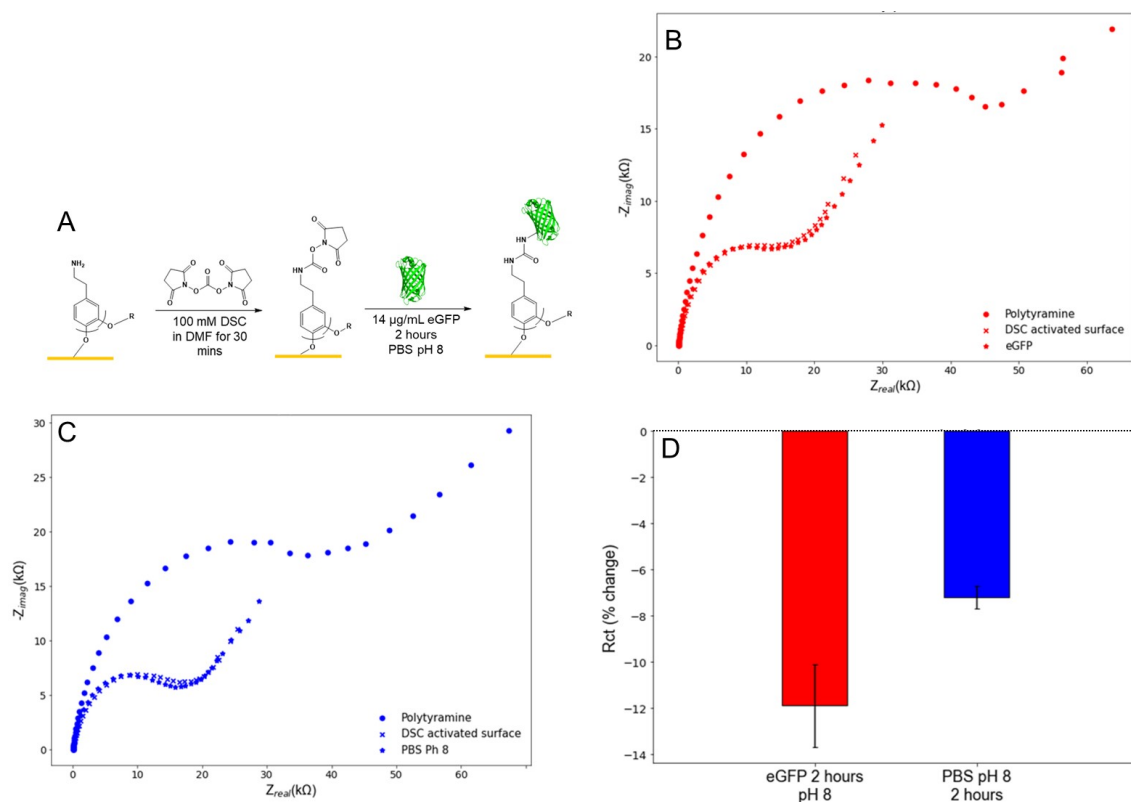 A
NH₂
O
R
O
O O O
N N
O O
O O O
100 mM DSC
in DMF for 30
mins
O
N
O O
HN O
O
R
O
14 µg/mL eGFP
2 hours
PBS pH 8
HN
O
HN
O
R
O
B
20
15
10
5
0
-Z_imag(kΩ)
Polytyramine
DSC activated surface
eGFP
0 10 20 30 40 50 60
Z_real(kΩ)
C
30
25
20
15
10
5
0
-Z_imag(kΩ)
Polytyramine
DSC activated surface
PBS Ph 8
0 10 20 30 40 50 60
Z_real(kΩ)
D
0
−2
−4
−6
−8
−10
−12
−14
Rct (% change)
eGFP 2 hours
pH 8
PBS pH 8
2 hours